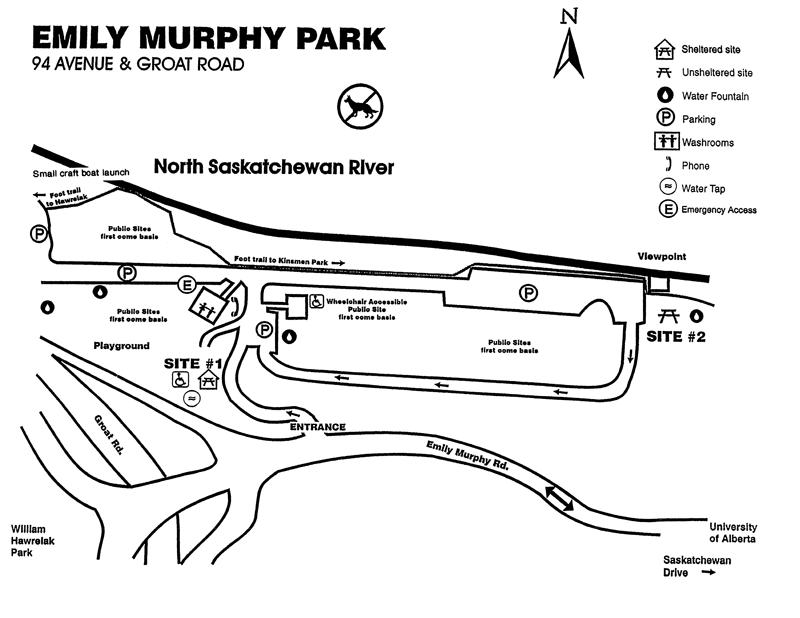 EMILY MURPHY PARK
94 AVENUE & GROAT ROAD
N
Sheltered site
Unsheltered site
Water Fountain
P
Parking
Washrooms
Phone
Water Tap
E
Emergency Access
North Saskatchewan River
Small craft boat launch
Foot trail
to Hawrelak
P
Public Sites
first come basis
Foot trail to Kinsmen Park
Viewpoint
P
E
P
Wheelchair Accessible
Public Site
first come basis
Public Sites
first come basis
P
SITE #2
Public Sites
first come basis
Playground
SITE #1
ENTRANCE
Groat Rd.
Emily Murphy Rd.
William
Hawrelak
Park
University
of Alberta
Saskatchewan
Drive